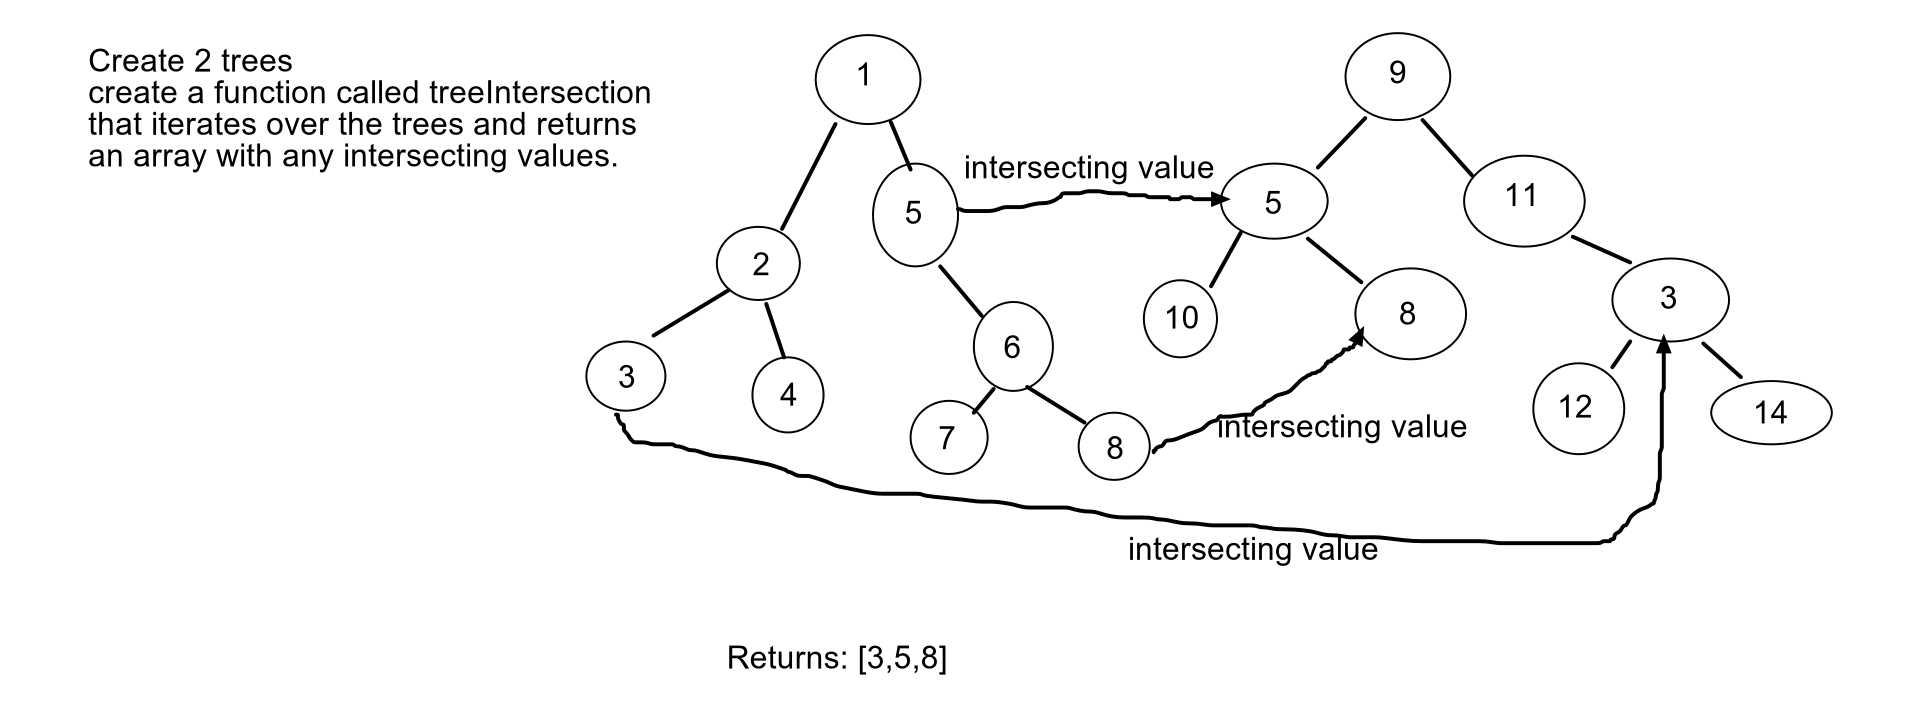 Create 2 trees
create a function called treeIntersection
that iterates over the trees and returns
an array with any intersecting values.
1
9
intersecting value
5
5
11
2
10
8
3
6
3
4
7
8
intersecting value
12
14
intersecting value
Returns: [3,5,8]